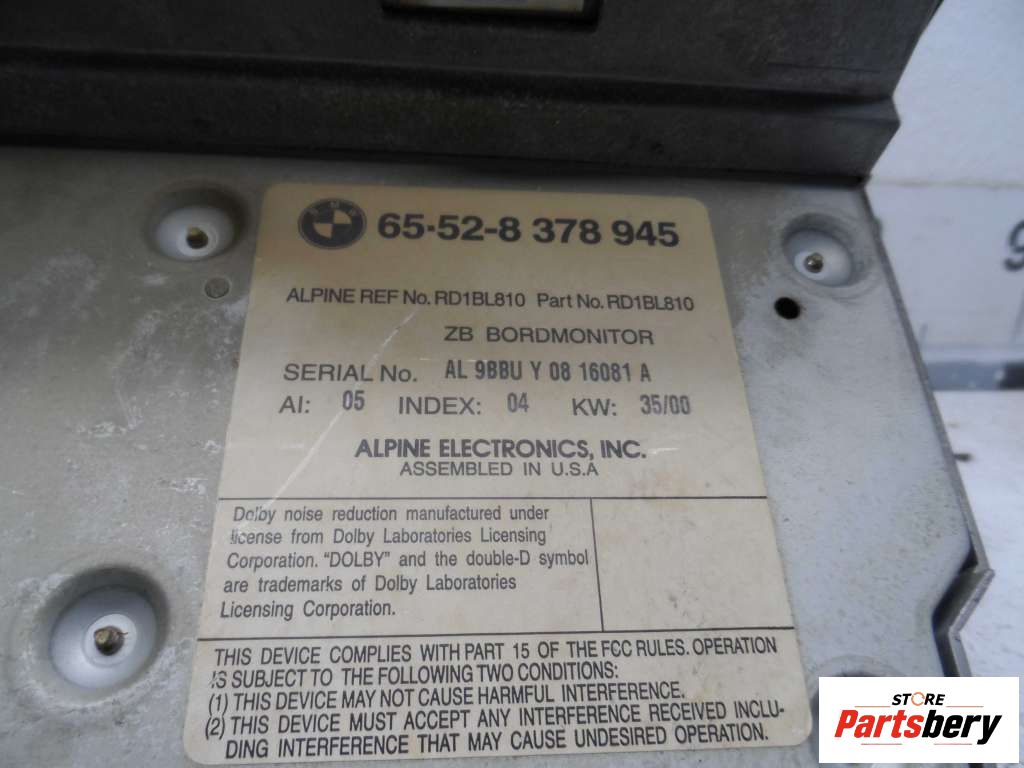 BMW 65-52-8 378 945
ALPINE REF No. RD1BL810 Part No. RD1BL810
ZB BORDMONITOR
SERIAL No. AL 9BBU Y 08 16081 A
AI: 05 INDEX: 04 KW: 35/00
ALPINE ELECTRONICS, INC.
ASSEMBLED IN U.S.A
Dolby noise reduction manufactured under
license from Dolby Laboratories Licensing
Corporation. "DOLBY" and the double-D symbol
are trademarks of Dolby Laboratories
Licensing Corporation.
THIS DEVICE COMPLIES WITH PART 15 OF THE FCC RULES. OPERATION
IS SUBJECT TO THE FOLLOWING TWO CONDITIONS:
(1) THIS DEVICE MAY NOT CAUSE HARMFUL INTERFERENCE.
(2) THIS DEVICE MUST ACCEPT ANY INTERFERENCE RECEIVED INCLU-
DING INTERFERENCE THAT MAY CAUSE UNDESIRED OPERATION.
9
STORE
Partsbery